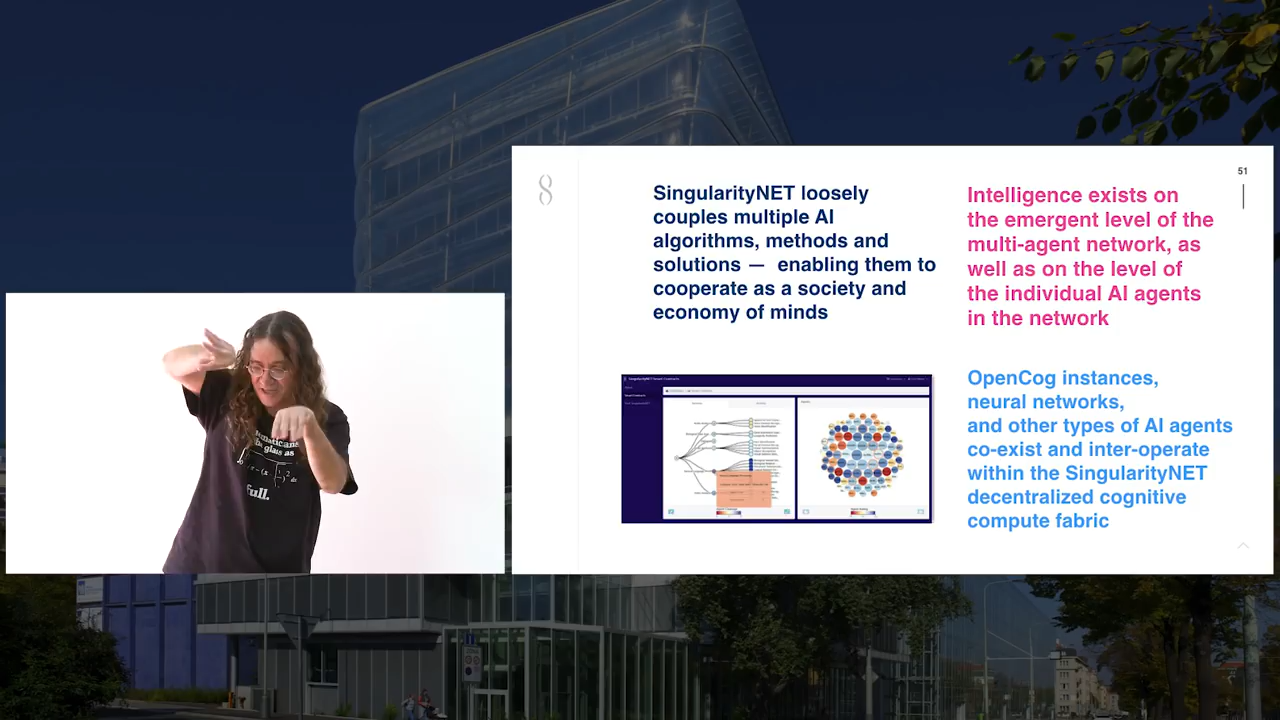 51
SingularityNET loosely
couples multiple AI
algorithms, methods and
solutions — enabling them to
cooperate as a society and
economy of minds
Intelligence exists on
the emergent level of the
multi-agent network, as
well as on the level of
the individual AI agents
in the network
OpenCog instances,
neural networks,
and other types of AI agents
co-exist and inter-operate
within the SingularityNET
decentralized cognitive
compute fabric
glass as
full.